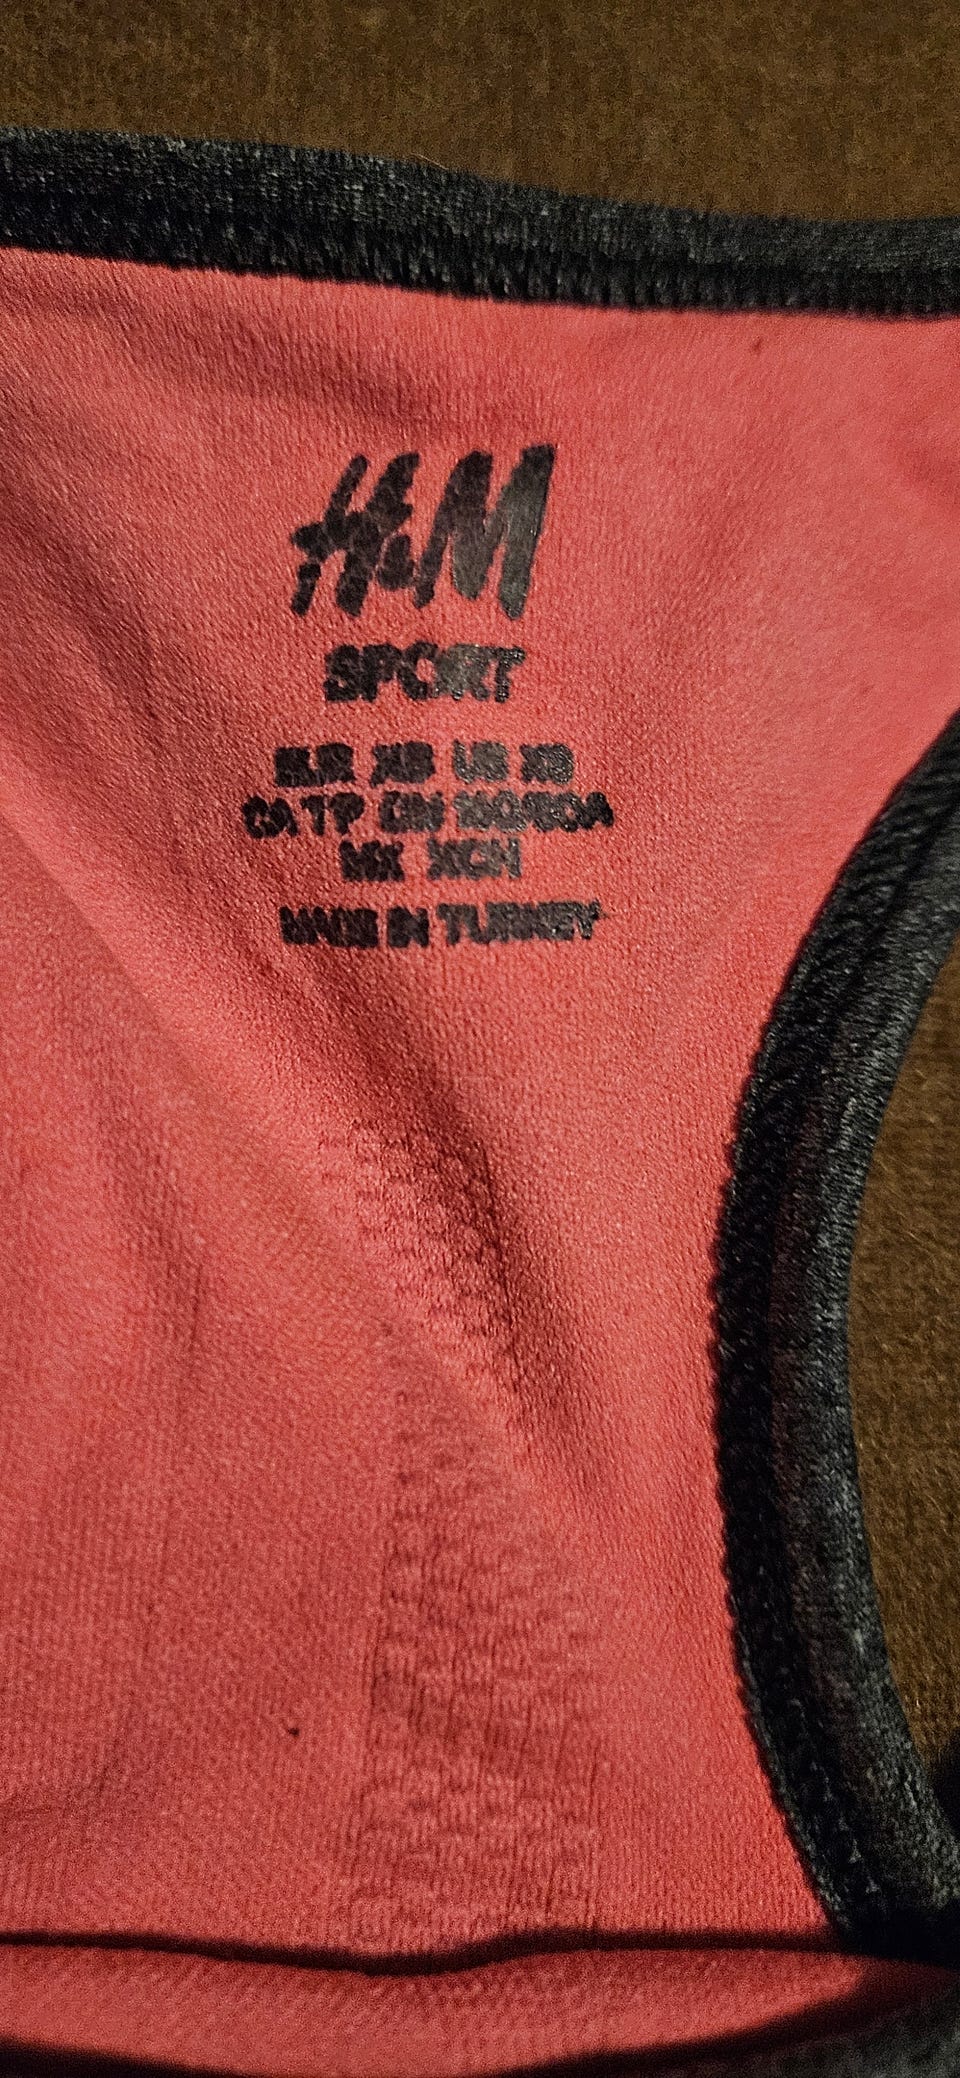 H&M
SPORT
EUR XS US XS
CA TP CN 160/80A
MX XCH
MADE IN TURKEY